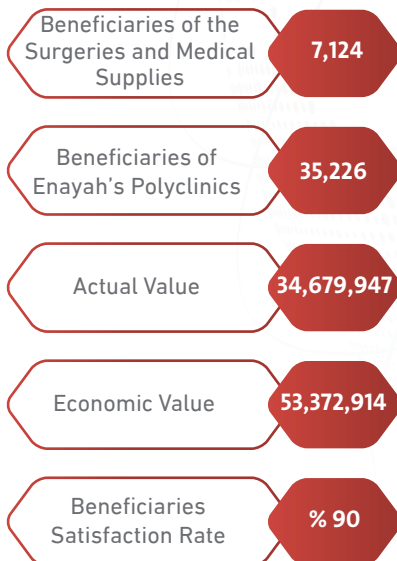 Beneficiaries of the
Surgeries and Medical
Supplies
7,124
Beneficiaries of
Enayah's Polyclinics
35,226
Actual Value
34,679,947
Economic Value
53,372,914
Beneficiaries
Satisfaction Rate
% 90